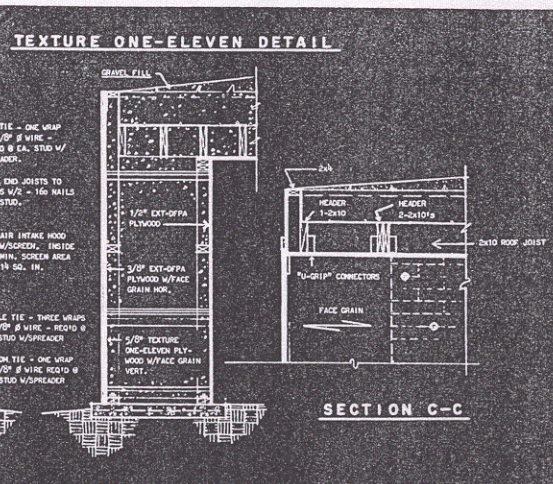 TEXTURE ONE-ELEVEN DETAIL
GRAVEL FILL
TIE - ONE WRAP
/8" Ø WIRE -
D @ EA. STUD W/
ADER.
END JOISTS TO
S W/2 - 16D NAILS
STUD.
AIR INTAKE HOOD
W/SCREEN. INSIDE
MIN. SCREEN AREA
14 SQ. IN.
LE TIE - THREE WRAPS
/8" Ø WIRE - REQ'D @
STUD W/SPREADER
OM TIE - ONE WRAP
/8" Ø WIRE REQ'D @
STUD W/SPREADER
1/2" EXT-DFPA
PLYWOOD
3/8" EXT-DFPA
PLYWOOD W/FACE
GRAIN HOR.
5/8" TEXTURE
ONE-ELEVEN PLY-
WOOD W/FACE GRAIN
VERT.
2x4
HEADER
1-2x10
HEADER
2-2x10's
2x10 ROOF JOIST
"U-GRIP" CONNECTORS
FACE GRAIN
SECTION C-C